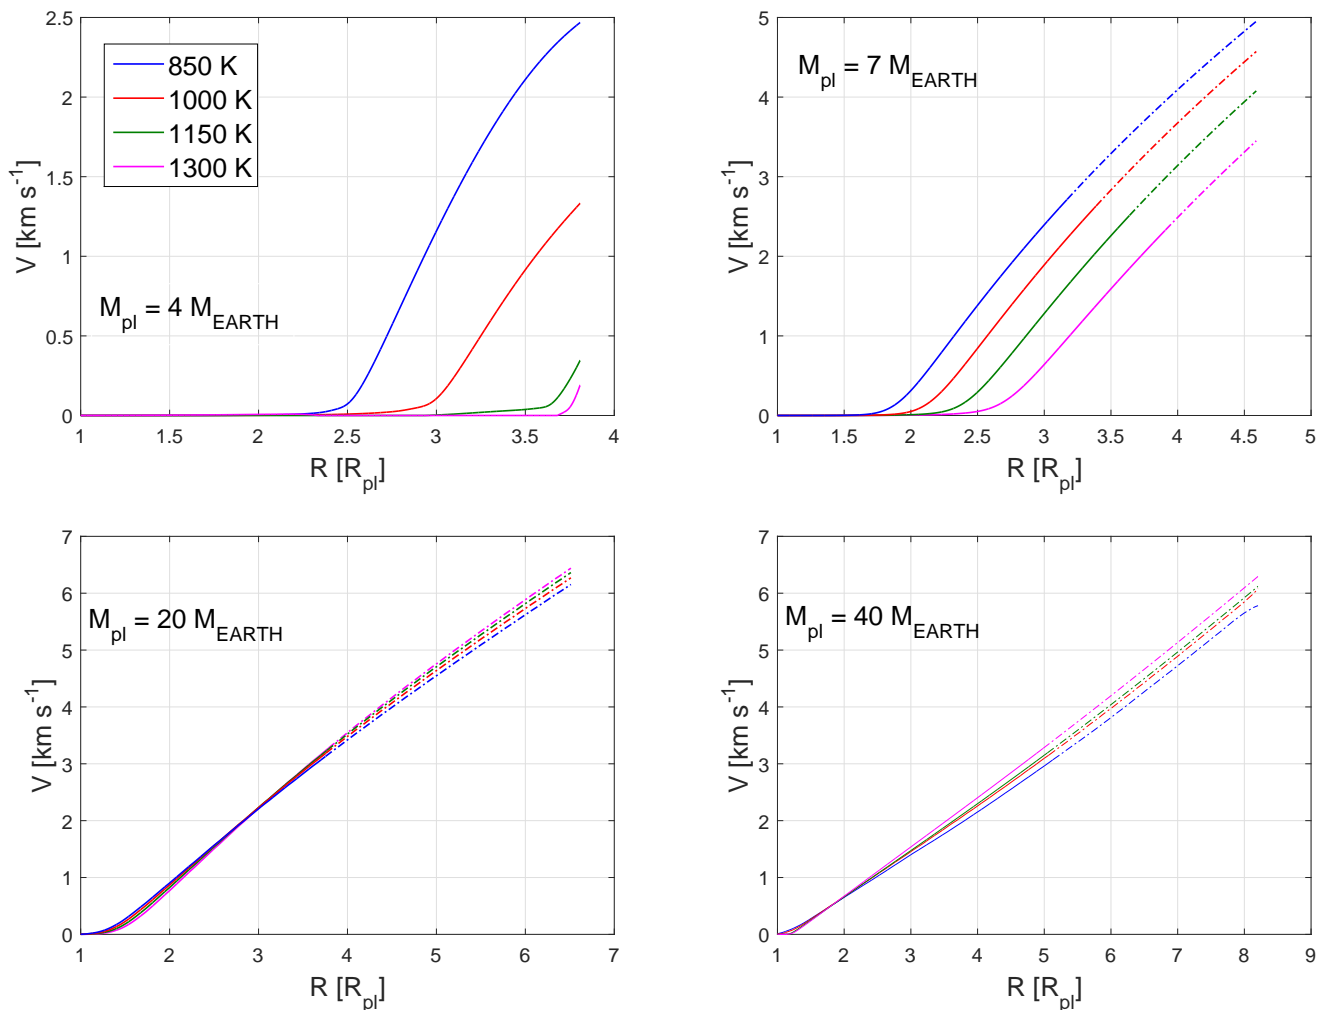 2.5
2
1.5
1
0.5
0
V [km s-1]
850 K
1000 K
1150 K
1300 K
Mpl = 4 MEARTH
1 1.5 2 2.5 3 3.5 4
R [Rpl]
5
4
3
2
1
0
V [km s-1]
Mpl = 7 MEARTH
1 1.5 2 2.5 3 3.5 4 4.5 5
R [Rpl]
7
6
5
4
3
2
1
0
V [km s-1]
Mpl = 20 MEARTH
1 2 3 4 5 6 7
R [Rpl]
7
6
5
4
3
2
1
0
V [km s-1]
Mpl = 40 MEARTH
1 2 3 4 5 6 7 8 9
R [Rpl]